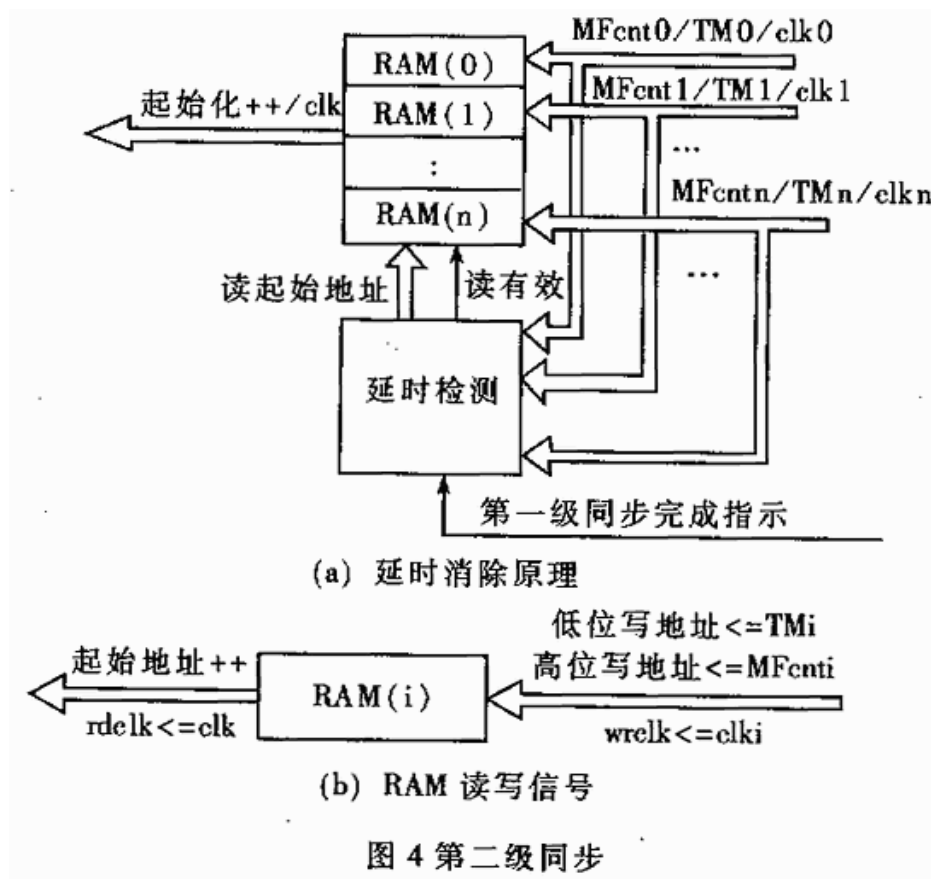 MFcnt0/TM0/clk0
RAM(0)
MFcnt1/TM1/clk1
起始化++/clk
RAM(1)
...
:
MFcntn/TMn/clkn
RAM(n)
...
读起始地址
读有效
延时检测
第一级同步完成指示
(a) 延时消除原理
低位写地址<=TMi
起始地址++
高位写地址<=MFcnti
RAM(i)
rdclk<=clk
wrclk<=clki
(b) RAM 读写信号
图 4 第二级同步